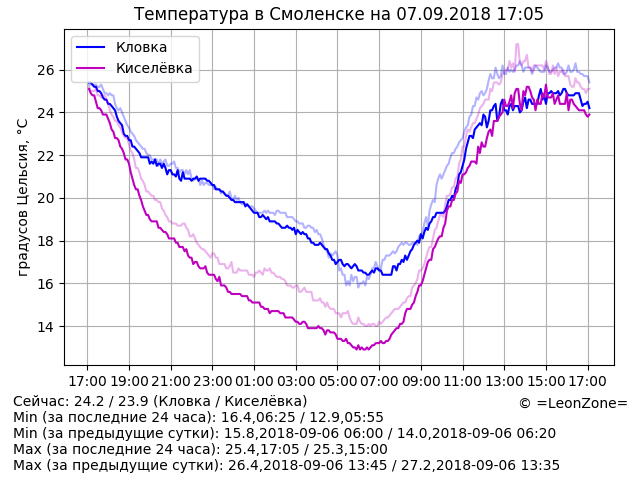 Температура в Смоленске на 07.09.2018 17:05
Кловка
Киселёвка
градусов Цельсия, °C
26
24
22
20
18
16
14
17:00 19:00 21:00 23:00 01:00 03:00 05:00 07:00 09:00 11:00 13:00 15:00 17:00
Сейчас: 24.2 / 23.9 (Кловка / Киселёвка)
© =LeonZone=
Min (за последние 24 часа): 16.4,06:25 / 12.9,05:55
Min (за предыдущие сутки): 15.8,2018-09-06 06:00 / 14.0,2018-09-06 06:20
Max (за последние 24 часа): 25.4,17:05 / 25.3,15:00
Max (за предыдущие сутки): 26.4,2018-09-06 13:45 / 27.2,2018-09-06 13:35